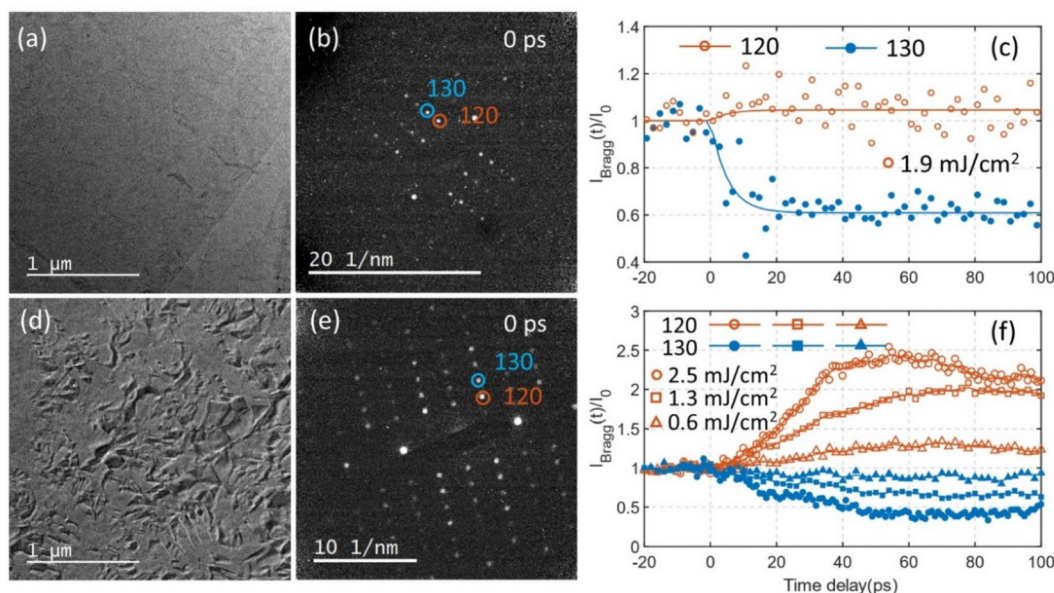 (a)
1 µm
(b)
0 ps
130
120
20 1/nm
(c)
120
130
1.9 mJ/cm²
I_Bragg(t)/I_0
1.4
1.2
1
0.8
0.6
0.4
-20
0
20
40
60
80
100
(d)
1 µm
(e)
0 ps
130
120
10 1/nm
(f)
120
130
2.5 mJ/cm²
1.3 mJ/cm²
0.6 mJ/cm²
I_Bragg(t)/I_0
3
2.5
2
1.5
1
0.5
0
-20
0
20
40
60
80
100
Time delay(ps)